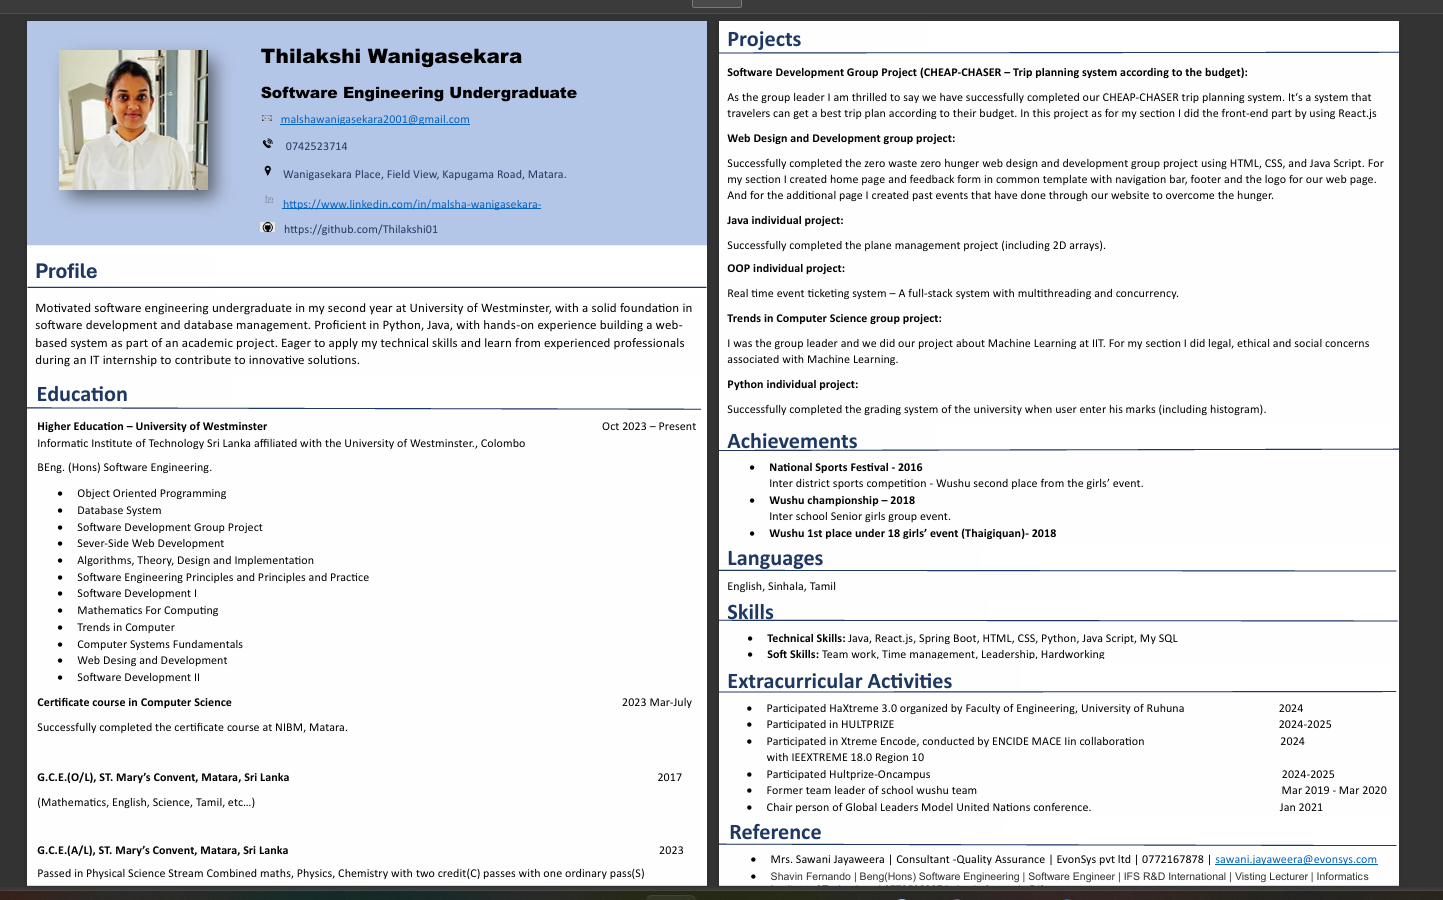 Thilakshi Wanigasekara
Software Engineering Undergraduate
malshawanigasekara2001@gmail.com
0742523714
Wanigasekara Place, Field View, Kapugama Road, Matara.
https://www.linkedin.com/in/malsha-wanigasekara-
https://github.com/Thilakshi01
Profile
Motivated software engineering undergraduate in my second year at University of Westminster, with a solid foundation in
software development and database management. Proficient in Python, Java, with hands-on experience building a web-
based system as part of an academic project. Eager to apply my technical skills and learn from experienced professionals
during an IT internship to contribute to innovative solutions.
Education
Higher Education – University of Westminster Oct 2023 – Present
Informatic Institute of Technology Sri Lanka affiliated with the University of Westminster., Colombo
BEng. (Hons) Software Engineering.
• Object Oriented Programming
• Database System
• Software Development Group Project
• Sever-Side Web Development
• Algorithms, Theory, Design and Implementation
• Software Engineering Principles and Principles and Practice
• Software Development I
• Mathematics For Computing
• Trends in Computer
• Computer Systems Fundamentals
• Web Desing and Development
• Software Development II
Certificate course in Computer Science 2023 Mar-July
Successfully completed the certificate course at NIBM, Matara.
G.C.E.(O/L), ST. Mary's Convent, Matara, Sri Lanka 2017
(Mathematics, English, Science, Tamil, etc...)
G.C.E.(A/L), ST. Mary's Convent, Matara, Sri Lanka 2023
Passed in Physical Science Stream Combined maths, Physics, Chemistry with two credit(C) passes with one ordinary pass(S)
Projects
Software Development Group Project (CHEAP-CHASER – Trip planning system according to the budget):
As the group leader I am thrilled to say we have successfully completed our CHEAP-CHASER trip planning system. It's a system that
travelers can get a best trip plan according to their budget. In this project as for my section I did the front-end part by using React.js
Web Design and Development group project:
Successfully completed the zero waste zero hunger web design and development group project using HTML, CSS, and Java Script. For
my section I created home page and feedback form in common template with navigation bar, footer and the logo for our web page.
And for the additional page I created past events that have done through our website to overcome the hunger.
Java individual project:
Successfully completed the plane management project (including 2D arrays).
OOP individual project:
Real time event ticketing system – A full-stack system with multithreading and concurrency.
Trends in Computer Science group project:
I was the group leader and we did our project about Machine Learning at IIT. For my section I did legal, ethical and social concerns
associated with Machine Learning.
Python individual project:
Successfully completed the grading system of the university when user enter his marks (including histogram).
Achievements
• National Sports Festival - 2016
Inter district sports competition - Wushu second place from the girls' event.
• Wushu championship – 2018
Inter school Senior girls group event.
• Wushu 1st place under 18 girls' event (Thaigiquan)- 2018
Languages
English, Sinhala, Tamil
Skills
• Technical Skills: Java, React.js, Spring Boot, HTML, CSS, Python, Java Script, My SQL
• Soft Skills: Team work, Time management, Leadership, Hardworking
Extracurricular Activities
• Participated HaXtreme 3.0 organized by Faculty of Engineering, University of Ruhuna 2024
• Participated in HULTPRIZE 2024-2025
• Participated in Xtreme Encode, conducted by ENCIDE MACE Iin collaboration 2024
with IEEXTREME 18.0 Region 10
• Participated Hultprize-Oncampus 2024-2025
• Former team leader of school wushu team Mar 2019 - Mar 2020
• Chair person of Global Leaders Model United Nations conference. Jan 2021
Reference
• Mrs. Sawani Jayaweera | Consultant -Quality Assurance | EvonSys pvt ltd | 0772167878 | sawani.jayaweera@evonsys.com
• Shavin Fernando | Beng(Hons) Software Engineering | Software Engineer | IFS R&D International | Visting Lecturer | Informatics